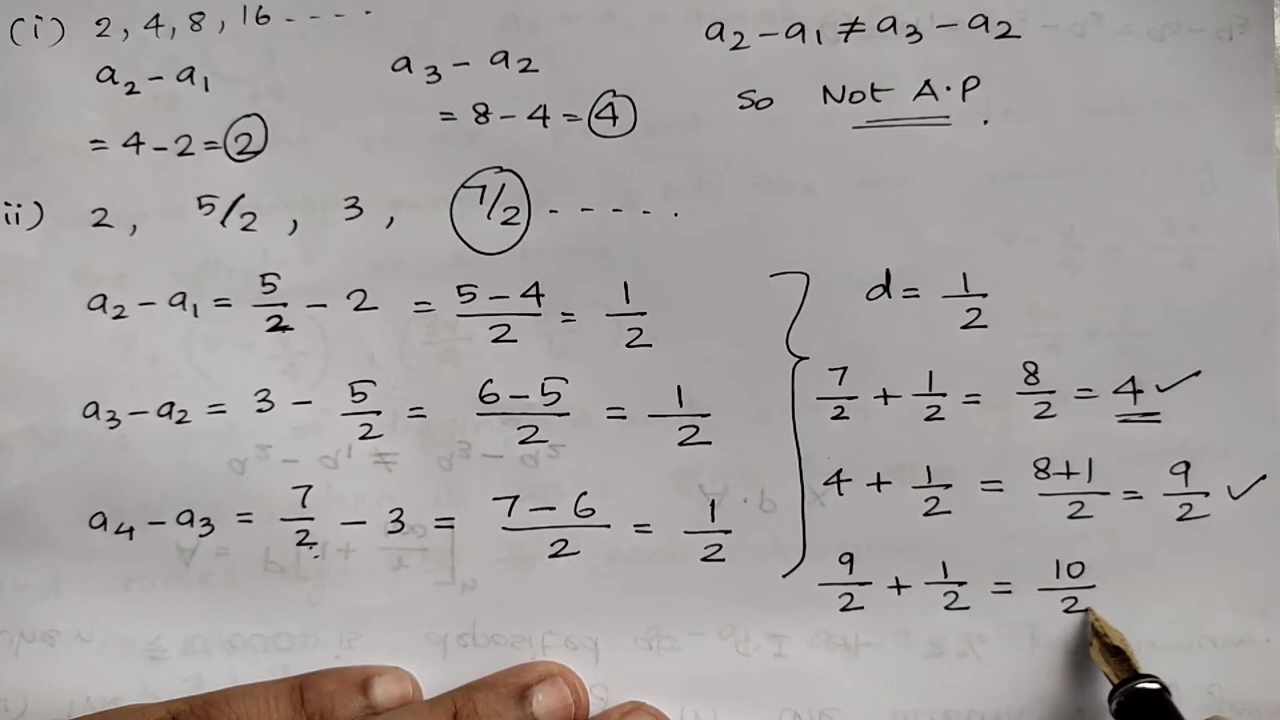 (i) 2, 4, 8, 16 - - - - .
a₂ - a₁
= 4 - 2 = 2
a₃ - a₂
= 8 - 4 = 4
a₂ - a₁ ≠ a₃ - a₂
So Not A.P.
ii) 2, 5/2, 3, 7/2 - - - - - .
a₂ - a₁ = 5/2 - 2 = (5-4)/2 = 1/2
a₃ - a₂ = 3 - 5/2 = (6-5)/2 = 1/2
a₄ - a₃ = 7/2 - 3 = (7-6)/2 = 1/2
d = 1/2
7/2 + 1/2 = 8/2 = 4 ✓
4 + 1/2 = (8+1)/2 = 9/2 ✓
9/2 + 1/2 = 10/2